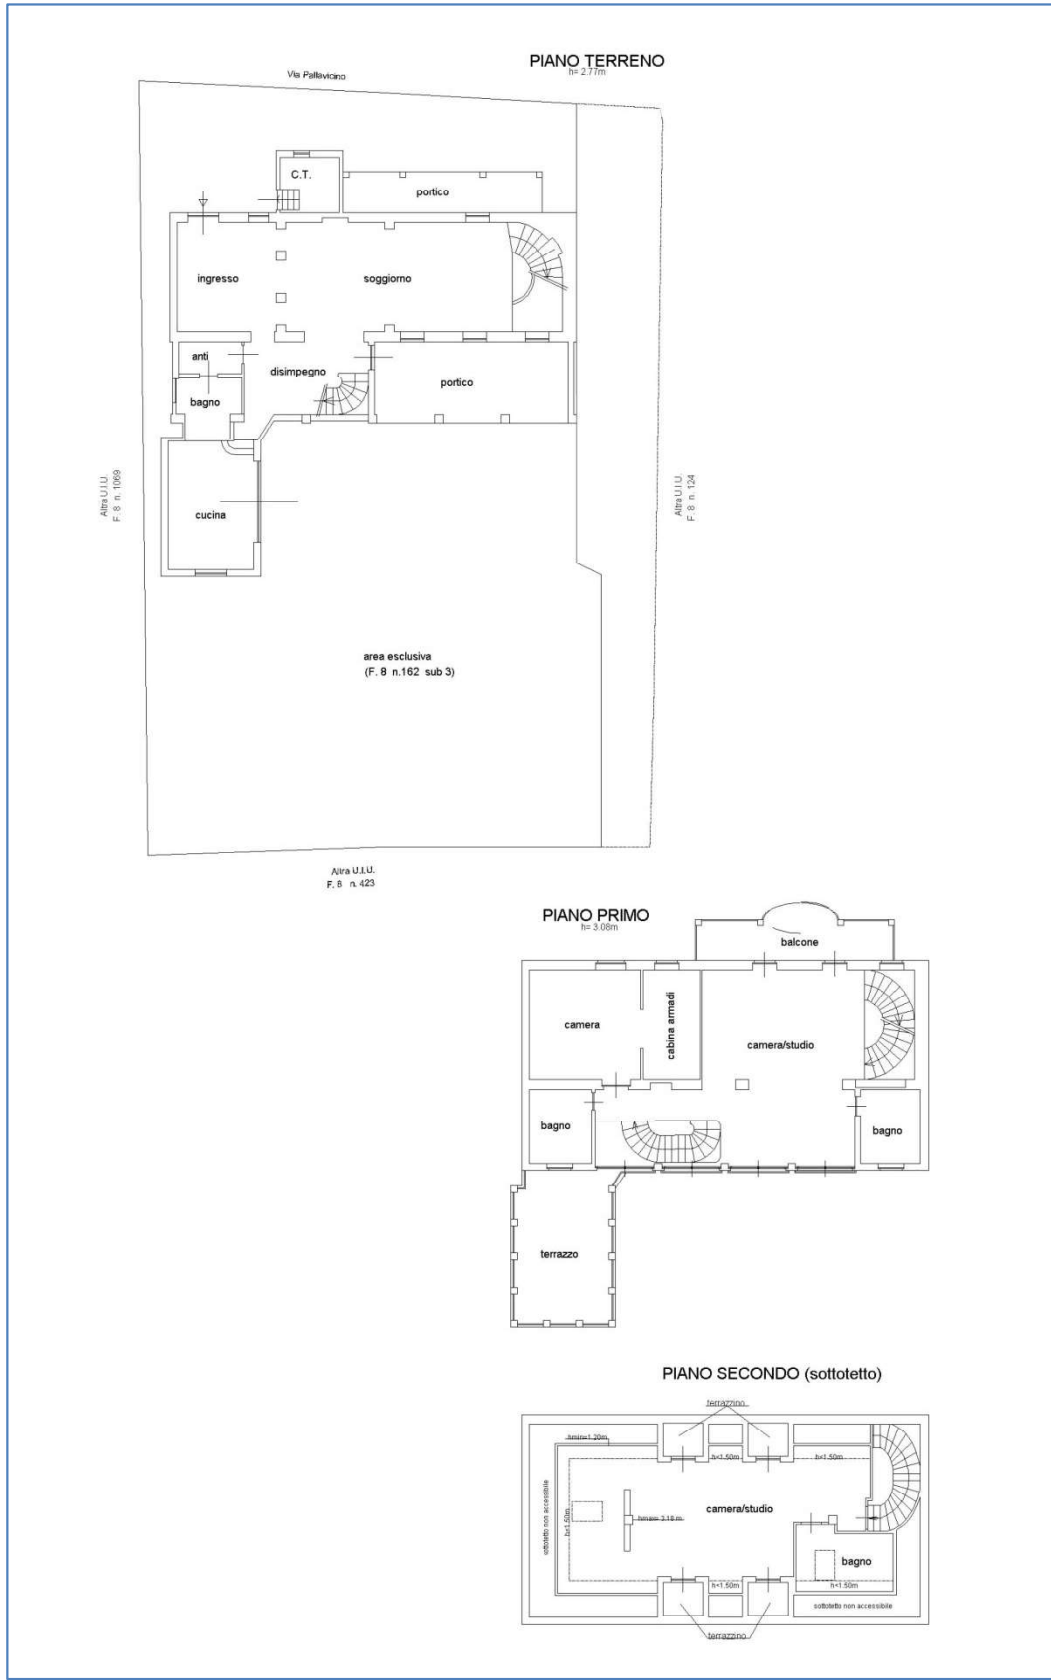 PIANO TERRENO
h= 2.77m
Via Pallavicino
C.T.
portico
ingresso
soggiorno
anti
disimpegno
portico
bagno
Altra U.I.U.
F. 8 n. 1069
Altra U.I.U.
F. 8 n. 124
cucina
area esclusiva
(F. 8 n.162 sub 3)
Altra U.I.U.
F. 8 n. 423
PIANO PRIMO
h= 3.08m
balcone
camera
cabina armadi
camera/studio
bagno
bagno
terrazzo
PIANO SECONDO (sottotetto)
terrazzino
hmin=1.20m
h<1.50m
h<1.50m
sottotetto non accessibile
h<1.50m
hmax= 3.18 m
camera/studio
bagno
h<1.50m
h<1.50m
sottotetto non accessibile
terrazzino